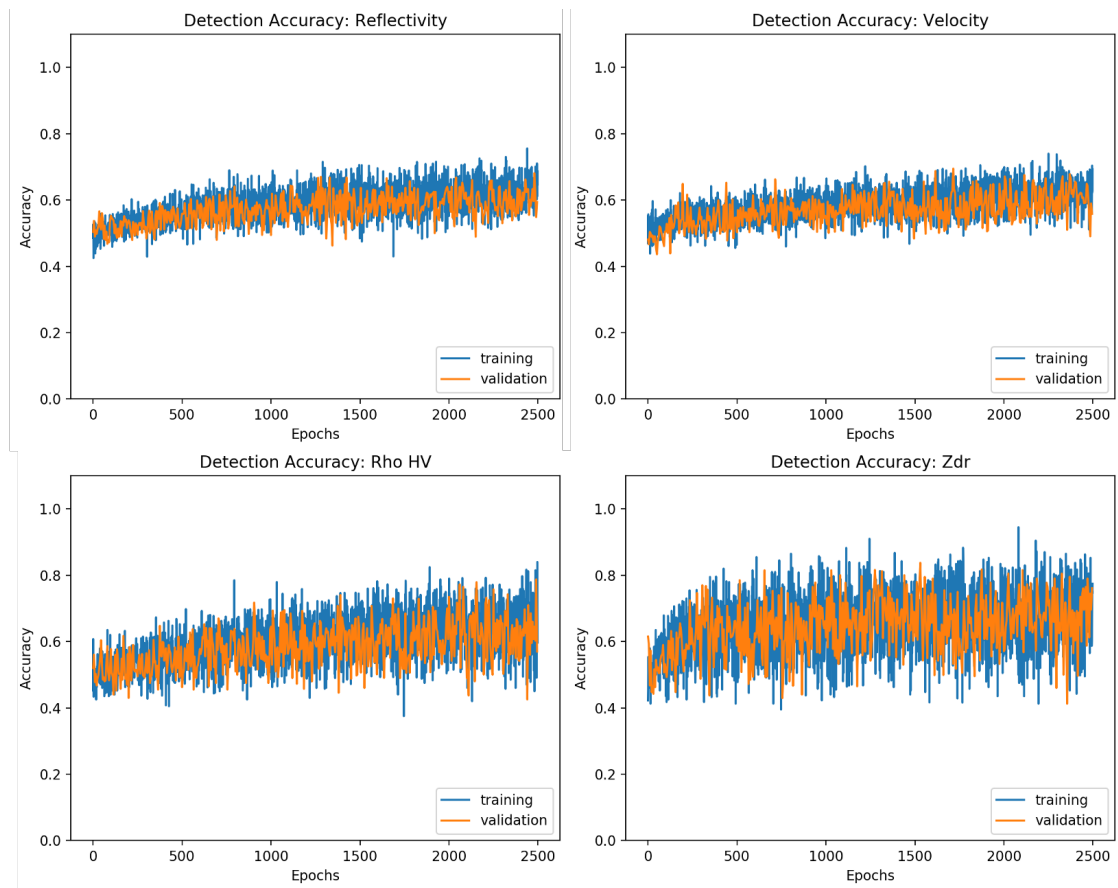 Detection Accuracy: Reflectivity
1.0
0.8
0.6
0.4
0.2
0.0
Accuracy
training
validation
0 500 1000 1500 2000 2500
Epochs
Detection Accuracy: Velocity
1.0
0.8
0.6
0.4
0.2
0.0
Accuracy
training
validation
0 500 1000 1500 2000 2500
Epochs
Detection Accuracy: Rho HV
1.0
0.8
0.6
0.4
0.2
0.0
Accuracy
training
validation
0 500 1000 1500 2000 2500
Epochs
Detection Accuracy: Zdr
1.0
0.8
0.6
0.4
0.2
0.0
Accuracy
training
validation
0 500 1000 1500 2000 2500
Epochs